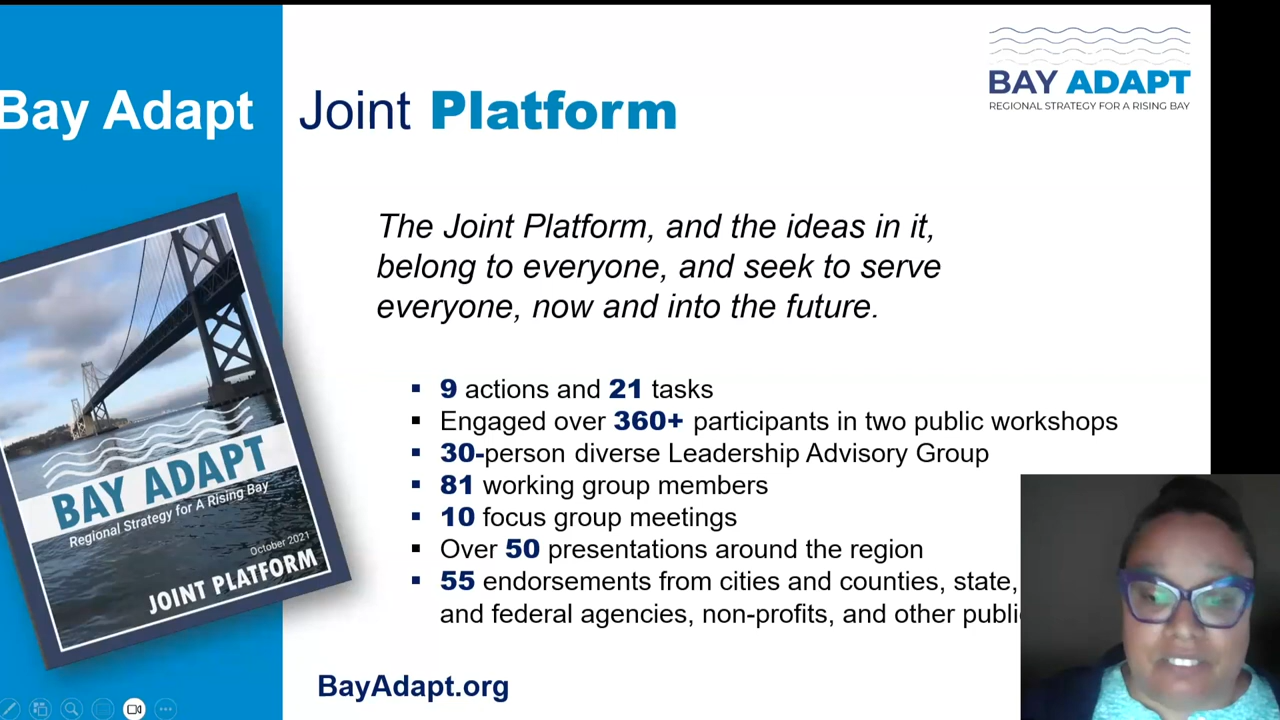 Bay Adapt Joint Platform
BAY ADAPT
REGIONAL STRATEGY FOR A RISING BAY
The Joint Platform, and the ideas in it,
belong to everyone, and seek to serve
everyone, now and into the future.
9 actions and 21 tasks
Engaged over 360+ participants in two public workshops
30-person diverse Leadership Advisory Group
81 working group members
10 focus group meetings
Over 50 presentations around the region
55 endorsements from cities and counties, state,
and federal agencies, non-profits, and other
BAY ADAPT
Regional Strategy for A Rising Bay
October 2021
JOINT PLATFORM
BayAdapt.org